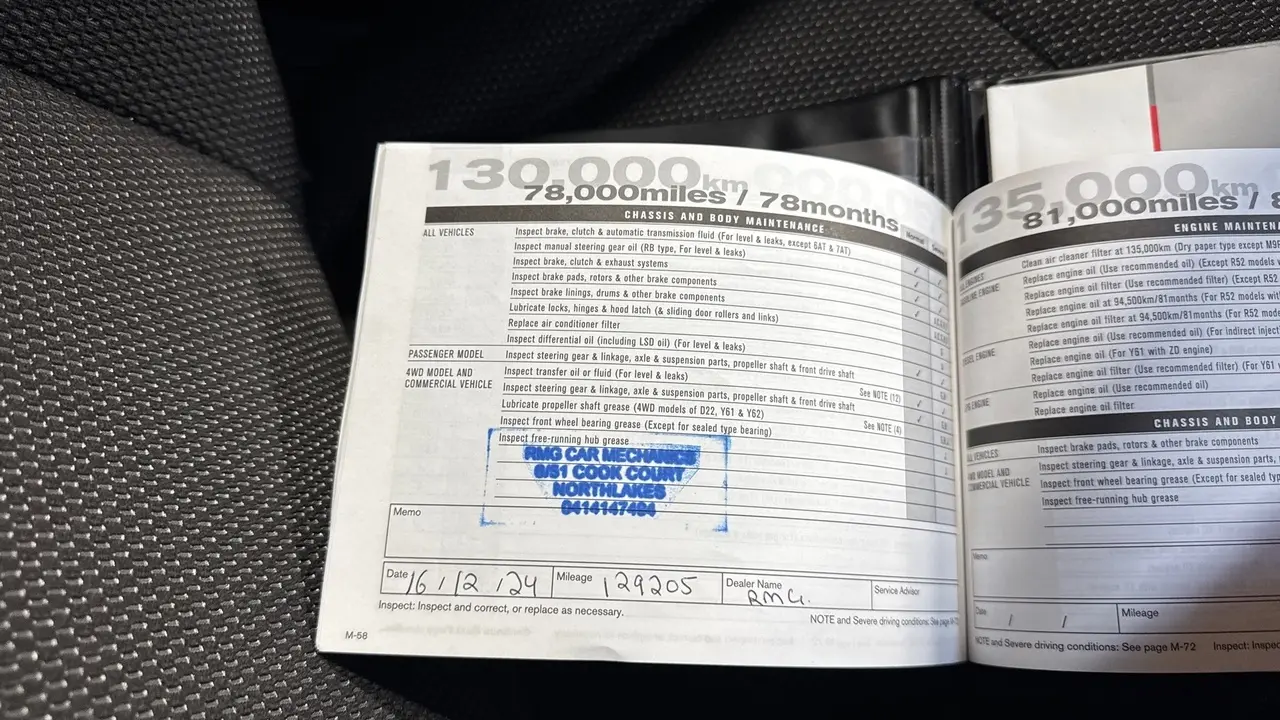 130,000km
78,000miles / 78months
CHASSIS AND BODY MAINTENANCE
Normal
ALL VEHICLES
Inspect brake, clutch & automatic transmission fluid (For level & leaks, except 6AT & 7AT)
Inspect manual steering gear oil (RB type, For level & leaks)
Inspect brake, clutch & exhaust systems
Inspect brake pads, rotors & other brake components
Inspect brake linings, drums & other brake components
Lubricate locks, hinges & hood latch (& sliding door rollers and links)
Replace air conditioner filter
Inspect differential oil (including LSD oil) (For level & leaks)
PASSENGER MODEL
Inspect steering gear & linkage, axle & suspension parts, propeller shaft & front drive shaft
4WD MODEL AND
COMMERCIAL VEHICLE
Inspect transfer oil or fluid (For level & leaks)
See NOTE (12)
Inspect steering gear & linkage, axle & suspension parts, propeller shaft & front drive shaft
Lubricate propeller shaft grease (4WD models of D22, Y61 & Y62)
See NOTE (4)
Inspect front wheel bearing grease (Except for sealed type bearing)
Inspect free-running hub grease
RMG CAR MECHANICS
6/51 COOK COURT
NORTHLAKES
0414147494
Memo
Date 16 / 12 / 24
Mileage 129205
Dealer Name RMG.
Service Advisor
Inspect: Inspect and correct, or replace as necessary.
NOTE and Severe driving conditions: See page M-72
M-58
135,000km
81,000miles / 8
ENGINE MAINTEN
Clean air cleaner filter at 135,000km (Dry paper type except M9R
Replace engine oil (Use recommended oil) (Except R52 models w
Replace engine oil filter (Use recommended filter) (Except R52
Replace engine oil at 94,500km/81months (For R52 models with
Replace engine oil filter at 94,500km/81months (For R52 mode
Replace engine oil (Use recommended oil) (For indirect inject
Replace engine oil (For Y61 with ZD engine)
Replace engine oil filter (Use recommended filter) (For Y61
Replace engine oil (Use recommended oil)
Replace engine oil filter
CHASSIS AND BODY
ALL VEHICLES
Inspect brake pads, rotors & other brake components
4WD MODEL AND
COMMERCIAL VEHICLE
Inspect steering gear & linkage, axle & suspension parts,
Inspect front wheel bearing grease (Except for sealed type
Inspect free-running hub grease
Memo
Date / /
Mileage
NOTE and Severe driving conditions: See page M-72
Inspect: Inspec